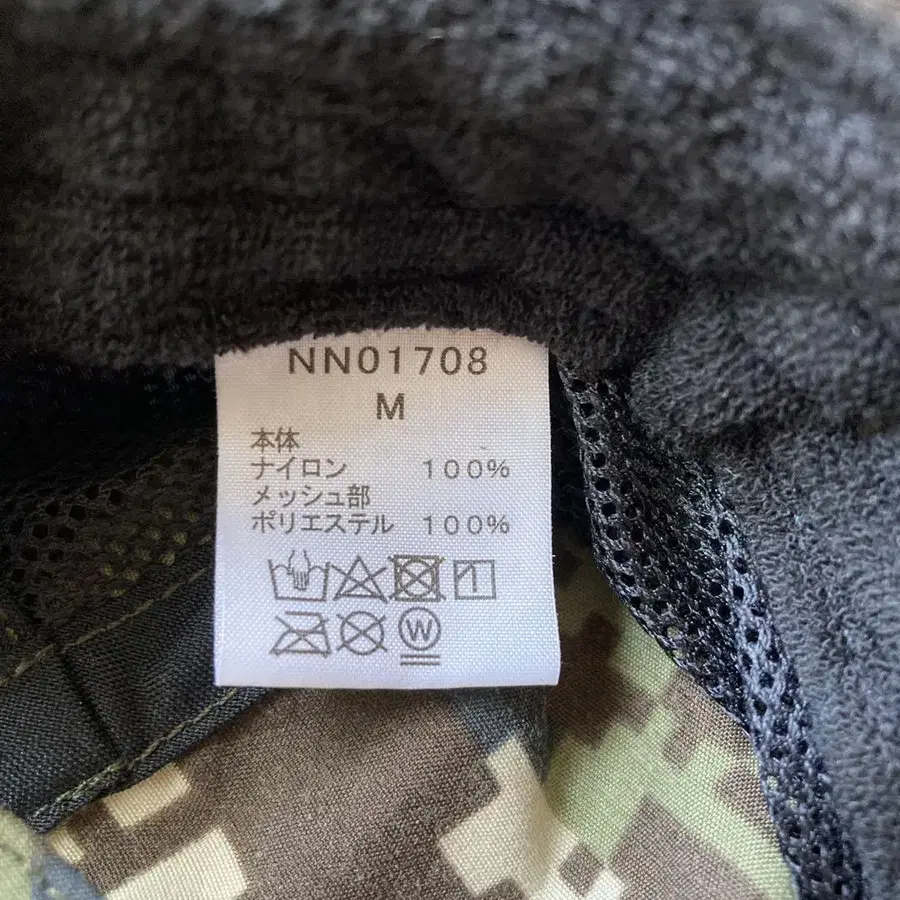 NN01708
M
本体
ナイロン 100%
メッシュ部
ポリエステル 100%
W